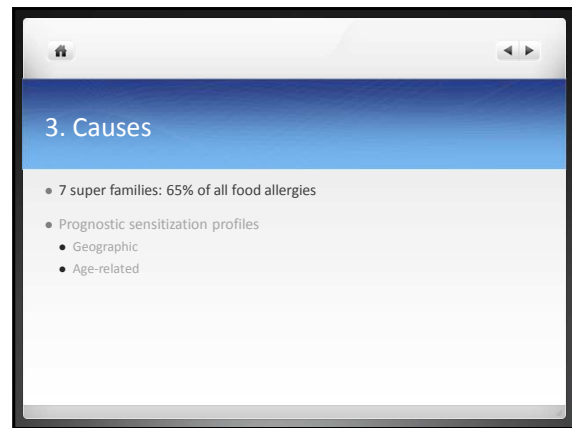 3. Causes
• 7 super families: 65% of all food allergies
• Prognostic sensitization profiles
• Geographic
• Age-related